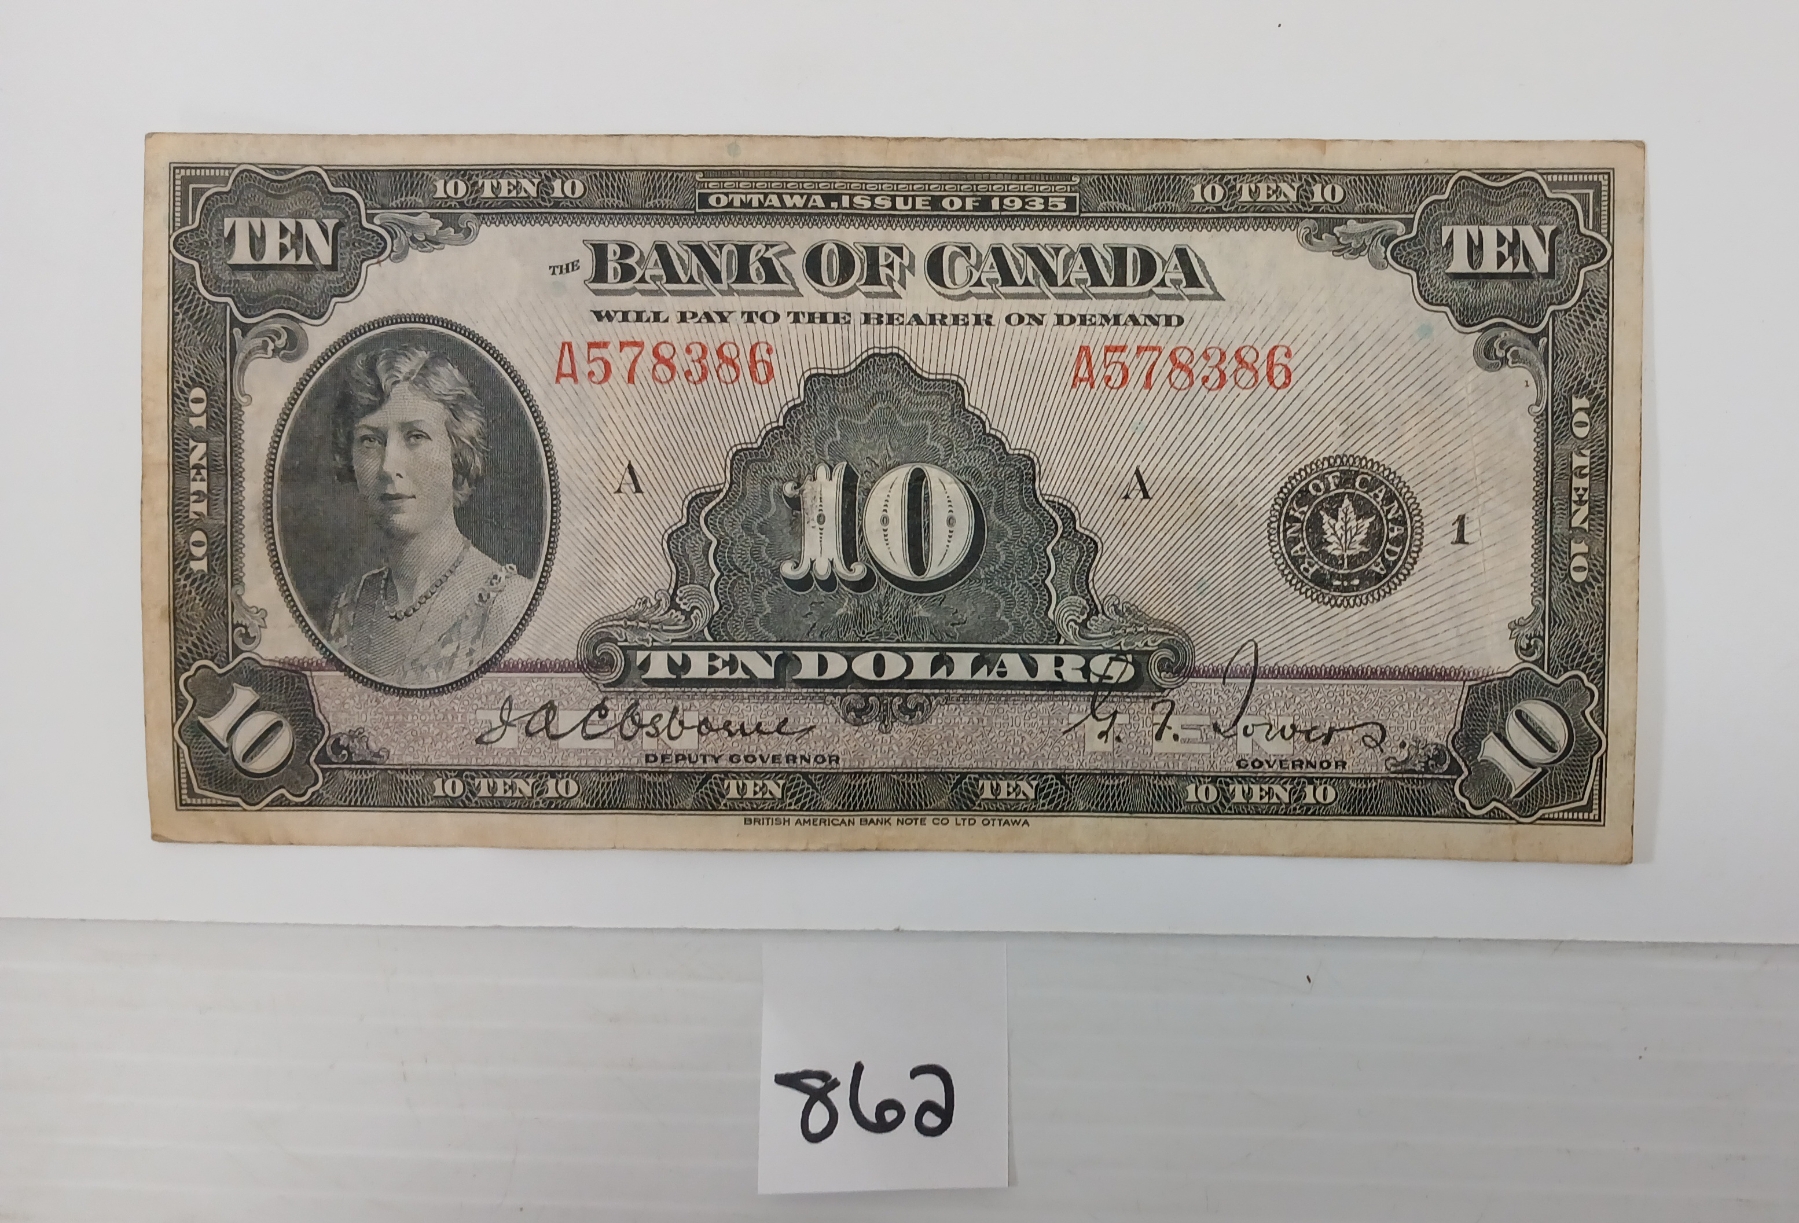 10 TEN 10
OTTAWA, ISSUE OF 1935
10 TEN 10
TEN
TEN
THE BANK OF CANADA
WILL PAY TO THE BEARER ON DEMAND
A578386
A578386
10 TEN 10
10 TEN 10
A
A
10
BANK OF CANADA
1
1
TEN DOLLARS
10
TEN
TEN
10
J A C Osborne
G. F. Towers.
DEPUTY GOVERNOR
GOVERNOR
10 TEN 10
TEN
TEN
10 TEN 10
BRITISH AMERICAN BANK NOTE CO LTD OTTAWA
862